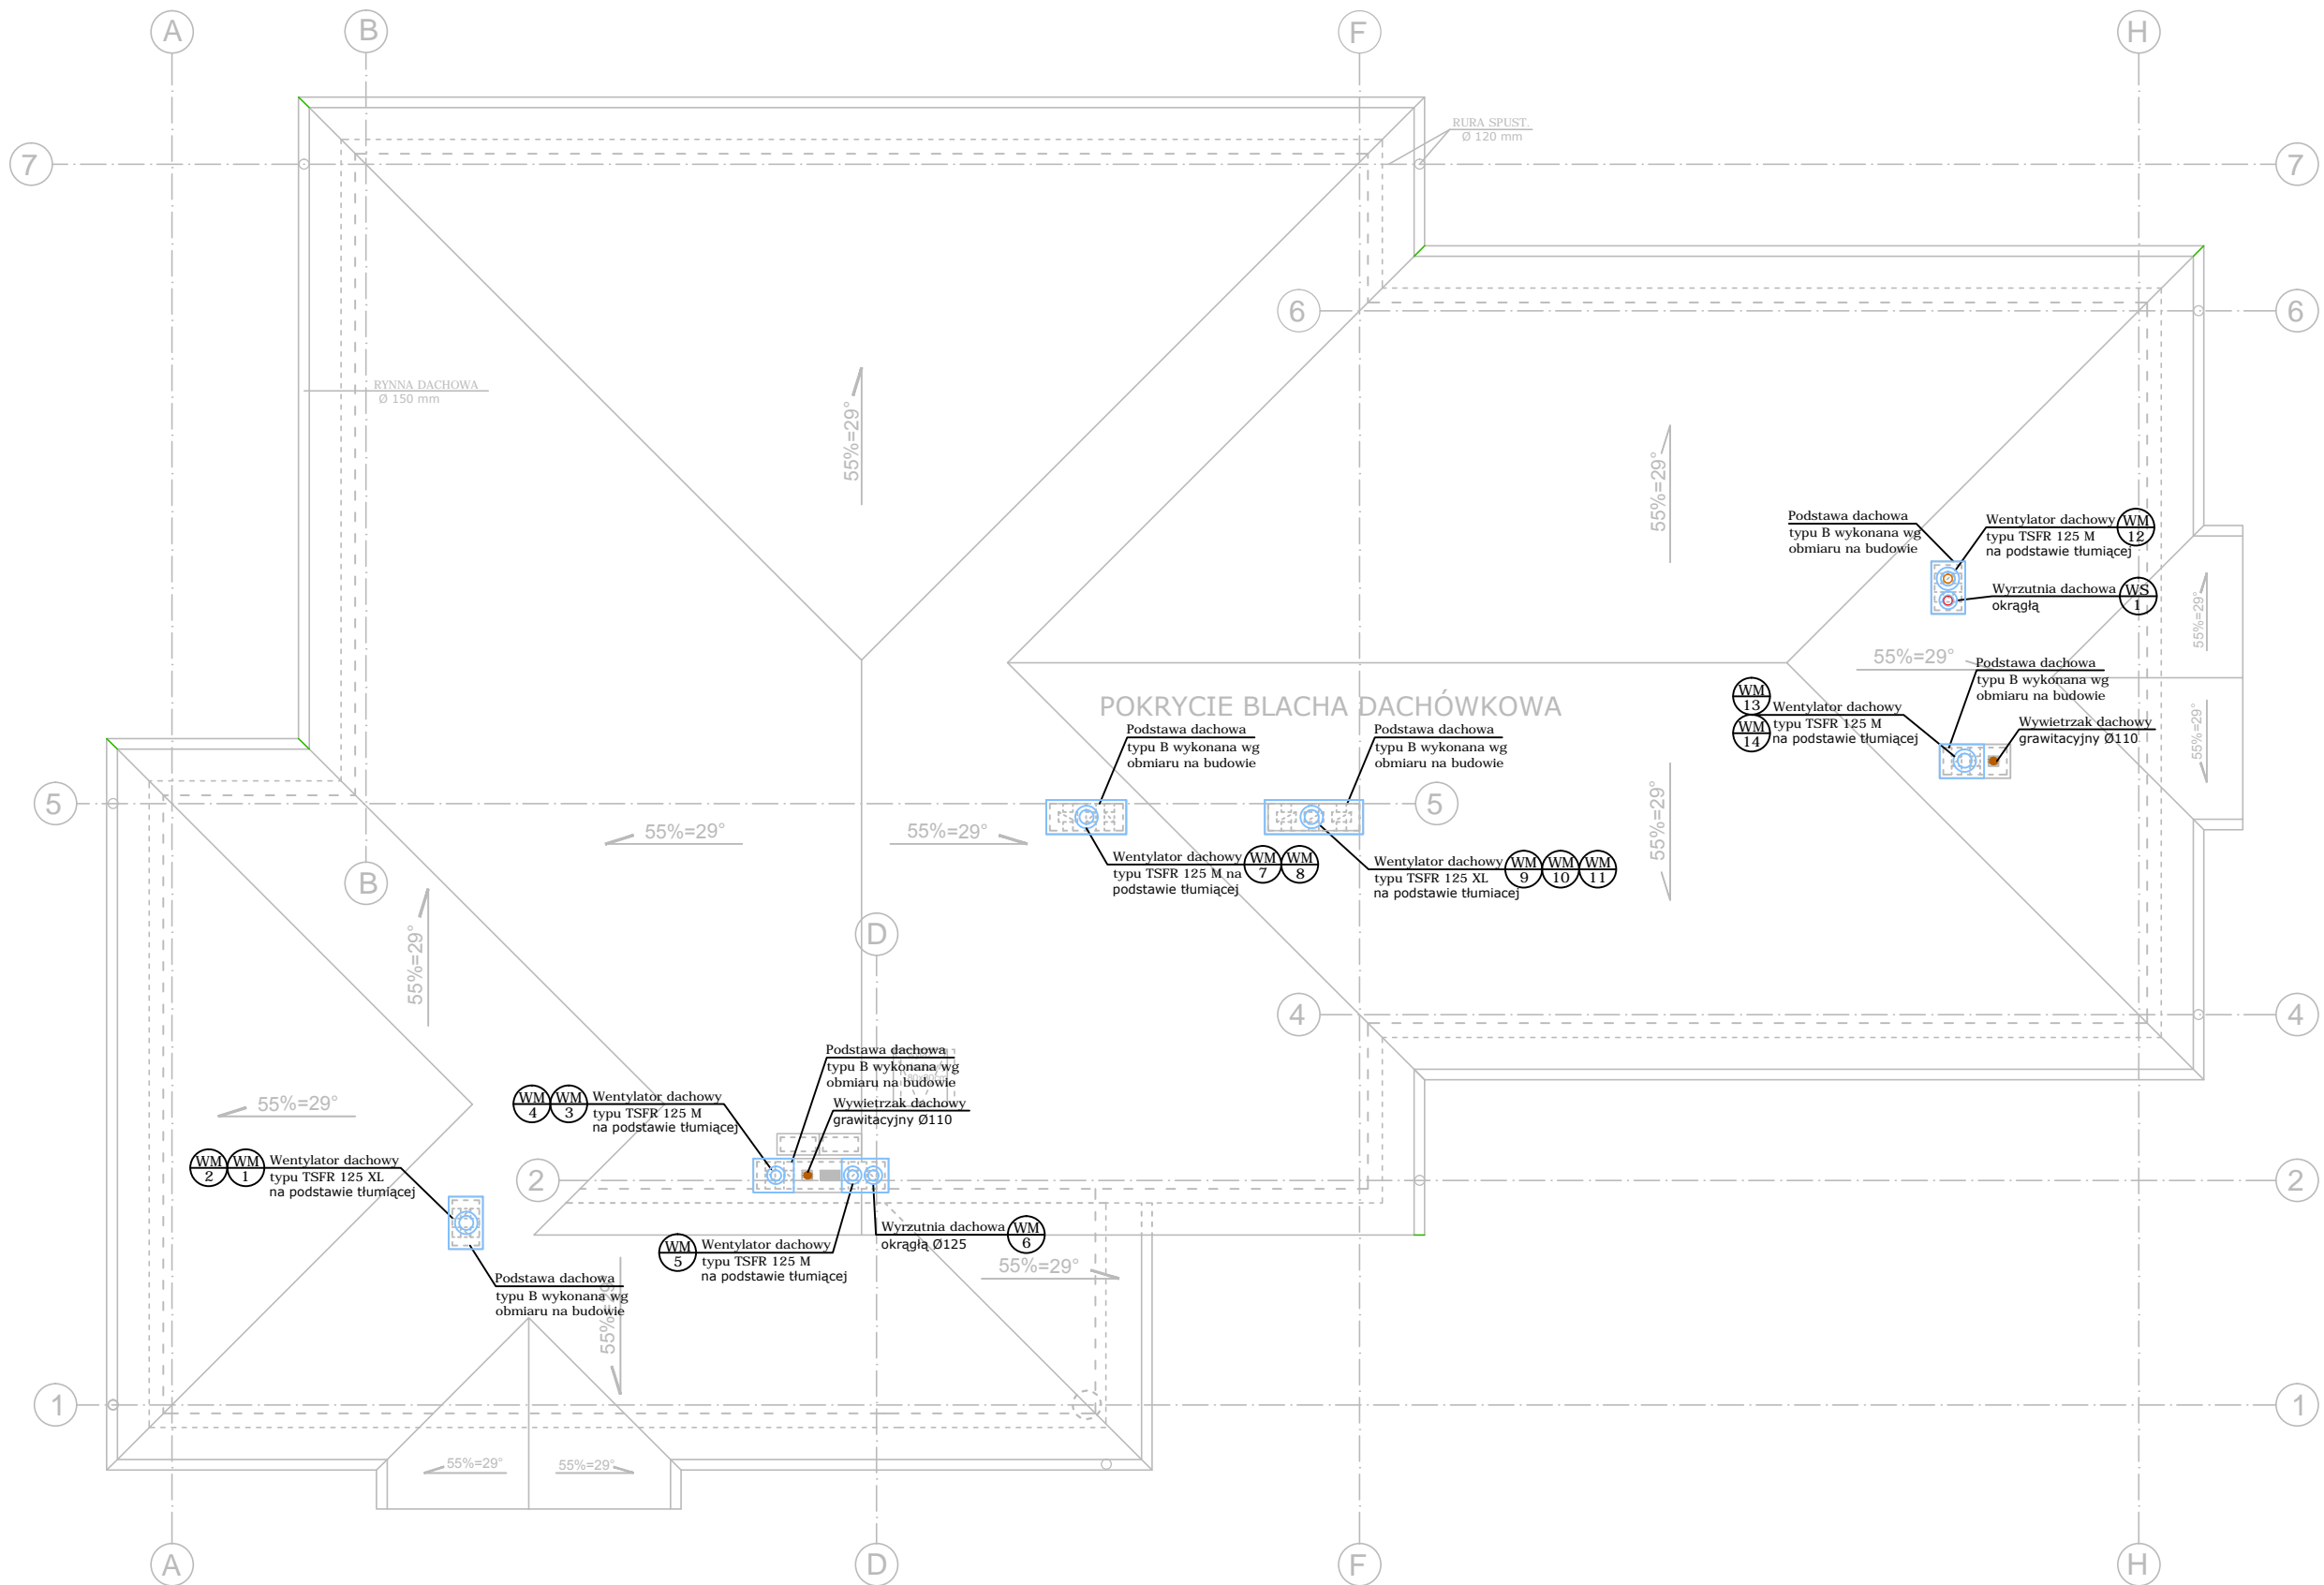 A
B
F
H
7
RURA SPUST.
Ø 120 mm
7
6
6
RYNNA DACHOWA
Ø 150 mm
55%=29°
55%=29°
Podstawa dachowa
typu B wykonana wg
obmiaru na budowie
Wentylator dachowy
typu TSFR 125 M
na podstawie tłumiącej
WM
12
Wyrzutnia dachowa
okrągłą
WS
1
55%=29°
55%=29°
Podstawa dachowa
typu B wykonana wg
obmiaru na budowie
WM
13
WM
14
Wentylator dachowy
typu TSFR 125 M
na podstawie tłumiącej
Wywietrzak dachowy
grawitacyjny Ø110
55%=29°
POKRYCIE BLACHA DACHÓWKOWA
Podstawa dachowa
typu B wykonana wg
obmiaru na budowie
Podstawa dachowa
typu B wykonana wg
obmiaru na budowie
5
5
55%=29°
55%=29°
55%=29°
Wentylator dachowy
typu TSFR 125 M na
podstawie tłumiącej
WM
7
WM
8
Wentylator dachowy
typu TSFR 125 XL
na podstawie tłumiacej
WM
9
WM
10
WM
11
B
D
55%=29°
4
4
Podstawa dachowa
typu B wykonana wg
obmiaru na budowie
WM
4
WM
3
Wentylator dachowy
typu TSFR 125 M
na podstawie tłumiącej
Wywietrzak dachowy
grawitacyjny Ø110
55%=29°
WM
2
WM
1
Wentylator dachowy
typu TSFR 125 XL
na podstawie tłumiącej
2
2
Wyrzutnia dachowa
okrągłą Ø125
WM
6
WM
5
Wentylator dachowy
typu TSFR 125 M
na podstawie tłumiącej
55%=29°
Podstawa dachowa
typu B wykonana wg
obmiaru na budowie
55%=29°
1
1
55%=29°
55%=29°
A
D
F
H